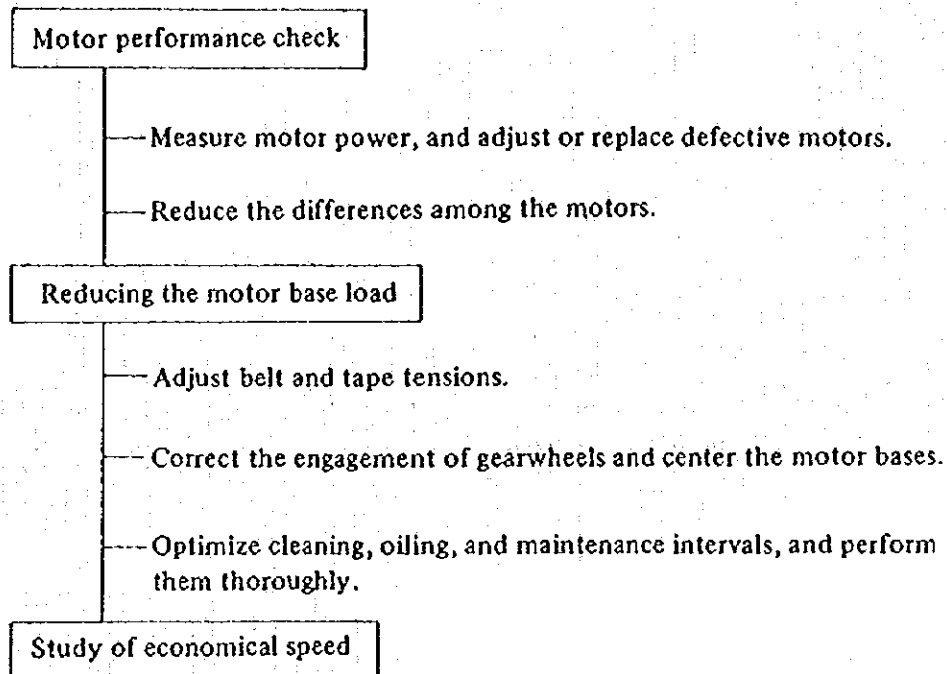 Motor performance check
Measure motor power, and adjust or replace defective motors.
Reduce the differences among the motors.
Reducing the motor base load
Adjust belt and tape tensions.
Correct the engagement of gearwheels and center the motor bases.
Optimize cleaning, oiling, and maintenance intervals, and perform
them thoroughly.
Study of economical speed